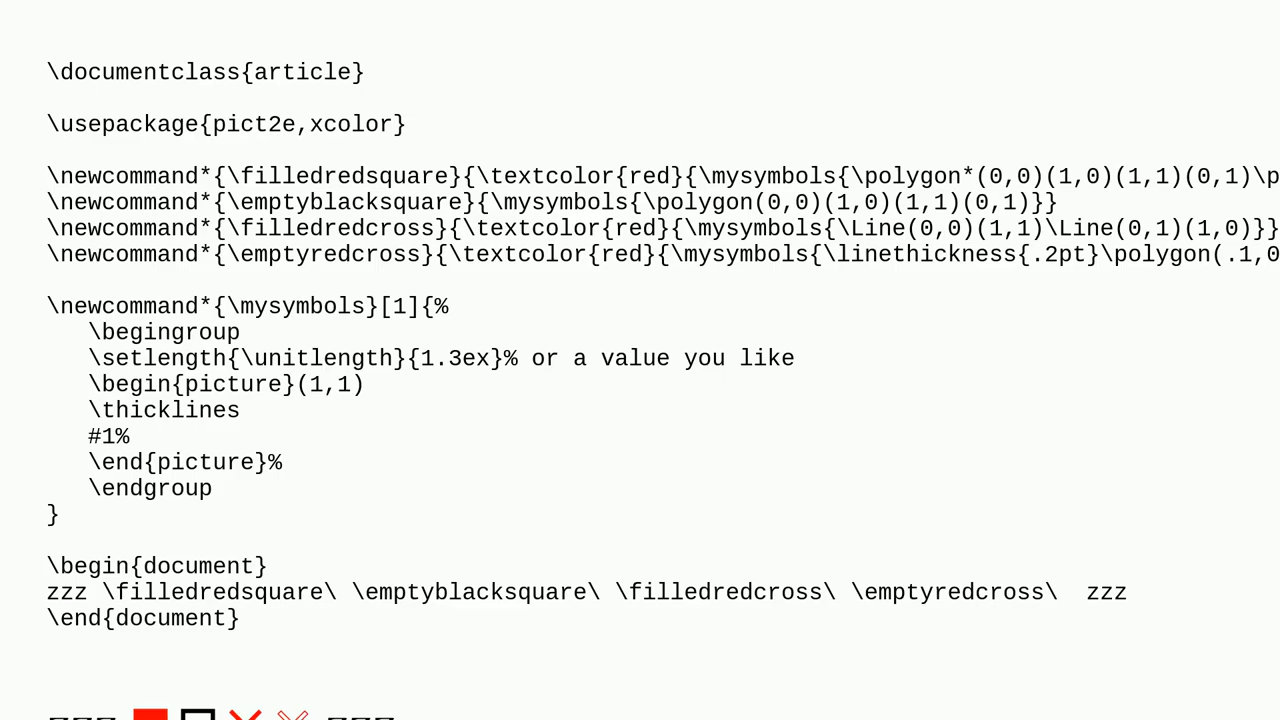 \documentclass{article}
\usepackage{pict2e,xcolor}
\newcommand*{\filledredsquare}{\textcolor{red}{\mysymbols{\polygon*(0,0)(1,0)(1,1)(0,1)\p
\newcommand*{\emptyblacksquare}{\mysymbols{\polygon(0,0)(1,0)(1,1)(0,1)}}
\newcommand*{\filledredcross}{\textcolor{red}{\mysymbols{\Line(0,0)(1,1)\Line(0,1)(1,0)}}}
\newcommand*{\emptyredcross}{\textcolor{red}{\mysymbols{\linethickness{.2pt}\polygon(.1,0
\newcommand*{\mysymbols}[1]{%
   \begingroup
   \setlength{\unitlength}{1.3ex}% or a value you like
   \begin{picture}(1,1)
   \thicklines
   #1%
   \end{picture}%
   \endgroup
}
\begin{document}
zzz \filledredsquare\ \emptyblacksquare\ \filledredcross\ \emptyredcross\  zzz
\end{document}